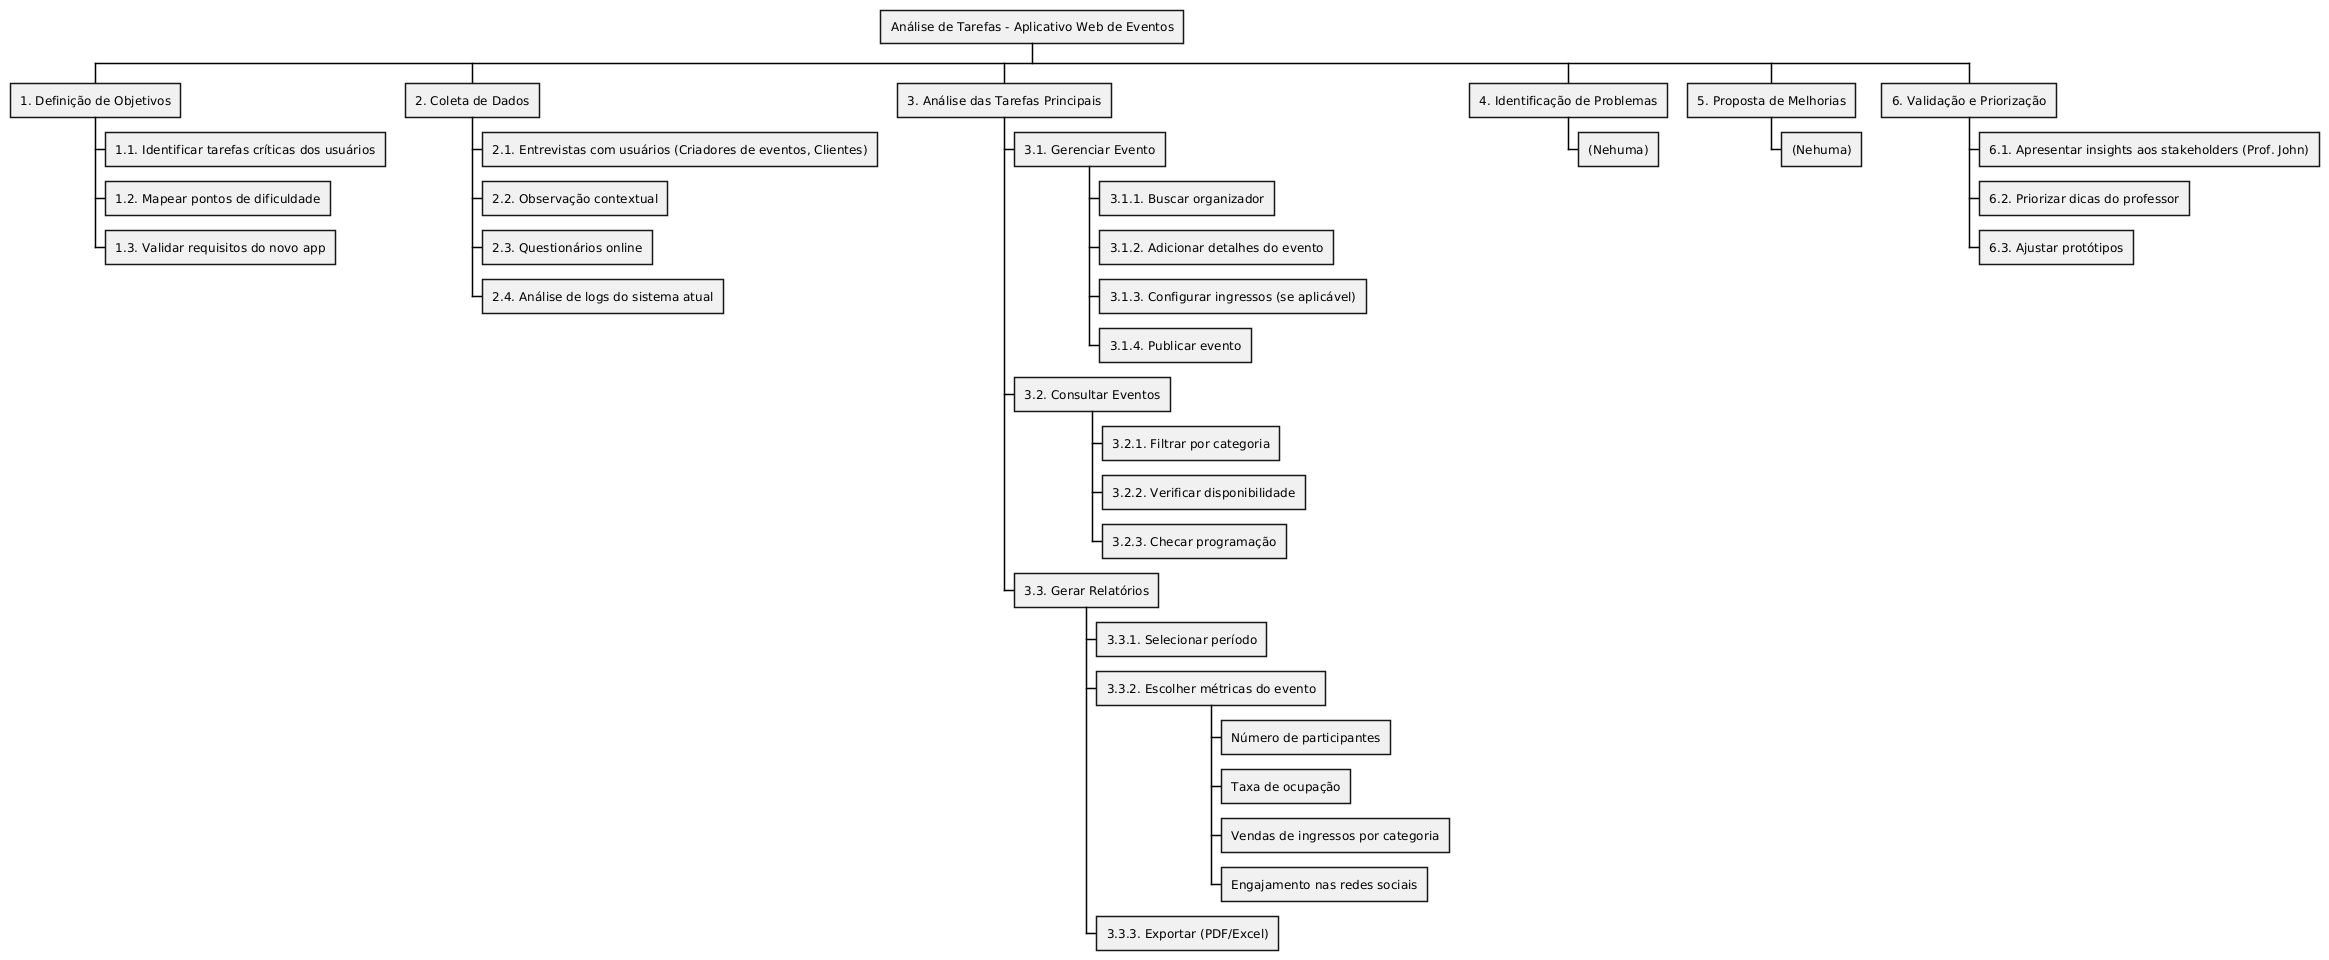 Análise de Tarefas - Aplicativo Web de Eventos
1. Definição de Objetivos
1.1. Identificar tarefas críticas dos usuários
1.2. Mapear pontos de dificuldade
1.3. Validar requisitos do novo app
2. Coleta de Dados
2.1. Entrevistas com usuários (Criadores de eventos, Clientes)
2.2. Observação contextual
2.3. Questionários online
2.4. Análise de logs do sistema atual
3. Análise das Tarefas Principais
3.1. Gerenciar Evento
3.1.1. Buscar organizador
3.1.2. Adicionar detalhes do evento
3.1.3. Configurar ingressos (se aplicável)
3.1.4. Publicar evento
3.2. Consultar Eventos
3.2.1. Filtrar por categoria
3.2.2. Verificar disponibilidade
3.2.3. Checar programação
3.3. Gerar Relatórios
3.3.1. Selecionar período
3.3.2. Escolher métricas do evento
Número de participantes
Taxa de ocupação
Vendas de ingressos por categoria
Engajamento nas redes sociais
3.3.3. Exportar (PDF/Excel)
4. Identificação de Problemas
(Nehuma)
5. Proposta de Melhorias
(Nehuma)
6. Validação e Priorização
6.1. Apresentar insights aos stakeholders (Prof. John)
6.2. Priorizar dicas do professor
6.3. Ajustar protótipos